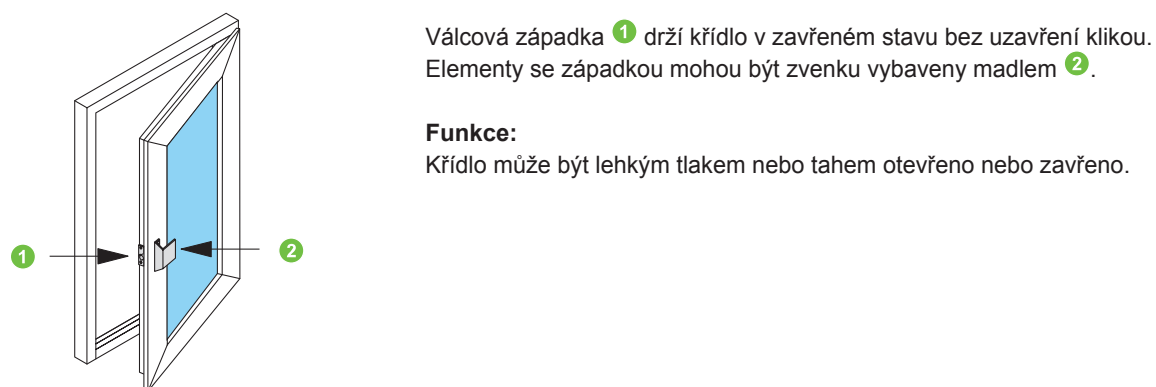 Válcová západka 1 drží křídlo v zavřeném stavu bez uzavření klikou.
Elementy se západkou mohou být zvenku vybaveny madlem 2.
Funkce:
Křídlo může být lehkým tlakem nebo tahem otevřeno nebo zavřeno.
1
2